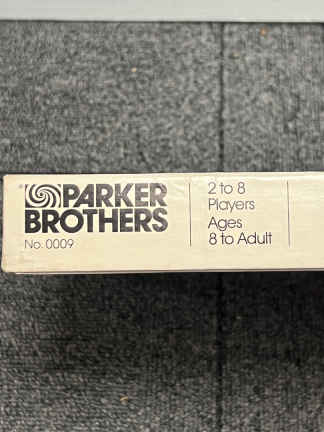 PARKER
BROTHERS
No. 0009
2 to 8
Players
Ages
8 to Adult